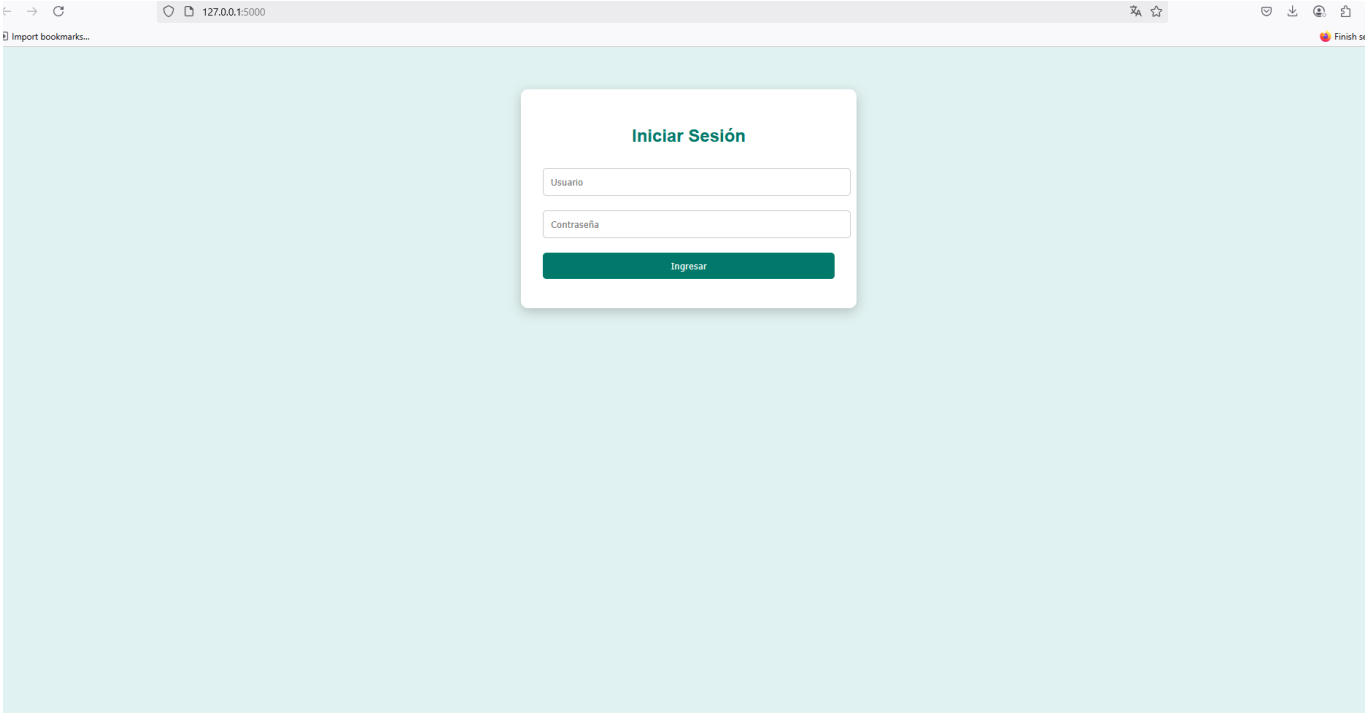 127.0.0.1:5000
Import bookmarks...
Finish se
Iniciar Sesión
Usuario
Contraseña
Ingresar